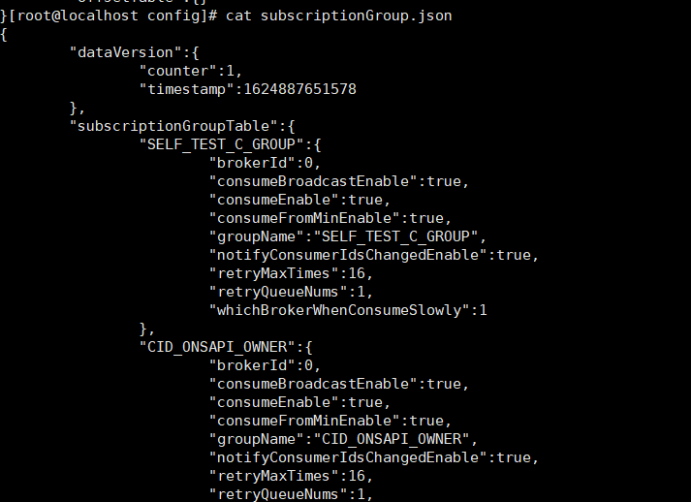 }[root@localhost config]# cat subscriptionGroup.json
{
        "dataVersion":{
                "counter":1,
                "timestamp":1624887651578
        },
        "subscriptionGroupTable":{
                "SELF_TEST_C_GROUP":{
                        "brokerId":0,
                        "consumeBroadcastEnable":true,
                        "consumeEnable":true,
                        "consumeFromMinEnable":true,
                        "groupName":"SELF_TEST_C_GROUP",
                        "notifyConsumerIdsChangedEnable":true,
                        "retryMaxTimes":16,
                        "retryQueueNums":1,
                        "whichBrokerWhenConsumeSlowly":1
                },
                "CID_ONSAPI_OWNER":{
                        "brokerId":0,
                        "consumeBroadcastEnable":true,
                        "consumeEnable":true,
                        "consumeFromMinEnable":true,
                        "groupName":"CID_ONSAPI_OWNER",
                        "notifyConsumerIdsChangedEnable":true,
                        "retryMaxTimes":16,
                        "retryQueueNums":1,